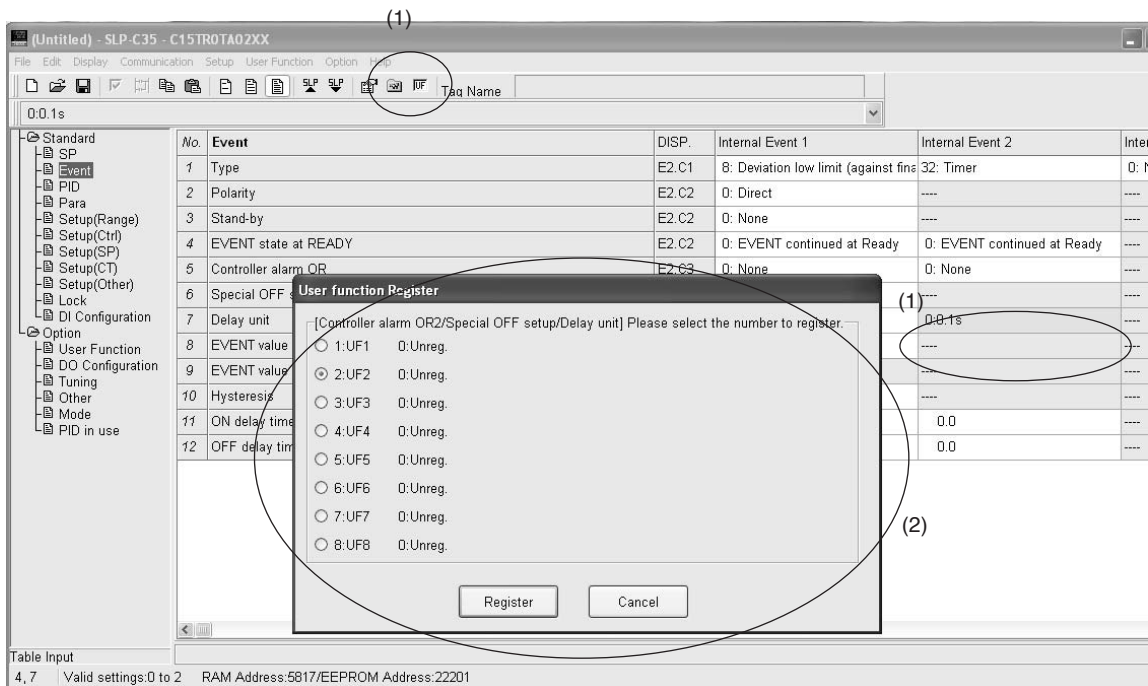 (1)
(Untitled) - SLP-C35 - C15TR0TA02XX
File Edit Display Communication Setup User Function Option Help
SLP SLP UF Tag Name
0:0.1s
Standard
SP
Event
PID
Para
Setup(Range)
Setup(Ctrl)
Setup(SP)
Setup(CT)
Setup(Other)
Lock
DI Configuration
Option
User Function
DO Configuration
Tuning
Other
Mode
PID in use
No. Event DISP. Internal Event 1 Internal Event 2
1 Type E2.C1 8: Deviation low limit (against 32: Timer 0:
2 Polarity E2.C2 0: Direct ---- ----
3 Stand-by E2.C2 0: None ---- ----
4 EVENT state at READY E2.C2 0: EVENT continued at Ready 0: EVENT continued at Ready ----
5 Controller alarm OR E2.C3 0: None 0: None ----
6 Special OFF ---- ----
7 Delay unit 0:0.1s ----
8 EVENT value ---- ----
9 EVENT value ---- ----
10 Hysteresis ---- ----
11 ON delay time 0.0 ----
12 OFF delay 0.0 ----
(1)
User function Register
[Controller alarm OR2/Special OFF setup/Delay unit] Please select the number to register.
1:UF1 0:Unreg.
2:UF2 0:Unreg.
3:UF3 0:Unreg.
4:UF4 0:Unreg.
5:UF5 0:Unreg.
6:UF6 0:Unreg.
7:UF7 0:Unreg.
8:UF8 0:Unreg.
Register Cancel
(2)
Table Input
4,7 Valid settings:0 to 2 RAM Address:5817/EEPROM Address:22201